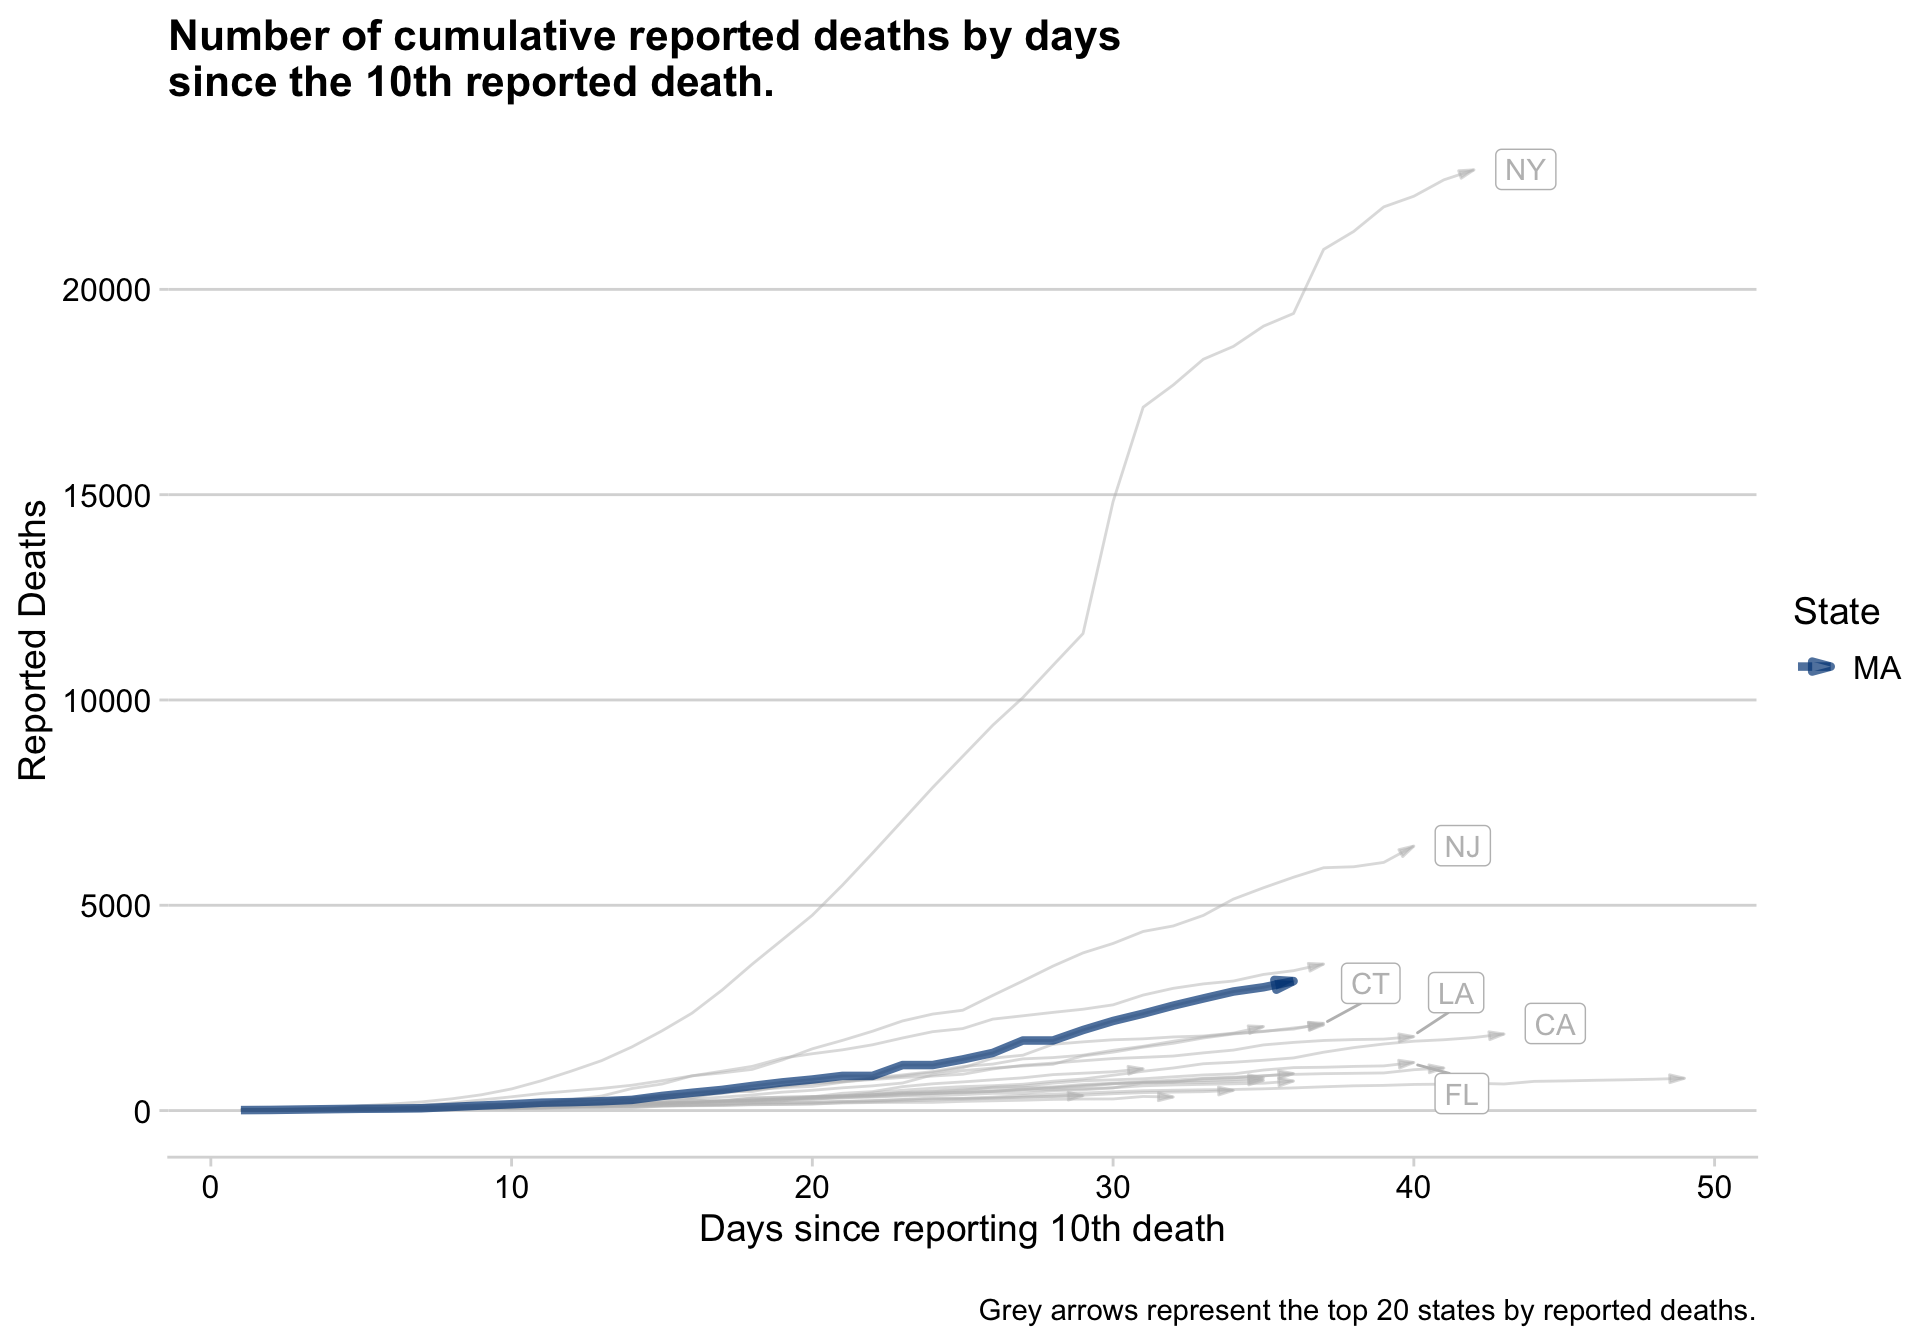 Number of cumulative reported deaths by days
since the 10th reported death.
NY
20000
15000
10000
5000
0
Reported Deaths
NJ
CT
LA
CA
FL
State
MA
0 10 20 30 40 50
Days since reporting 10th death
Grey arrows represent the top 20 states by reported deaths.